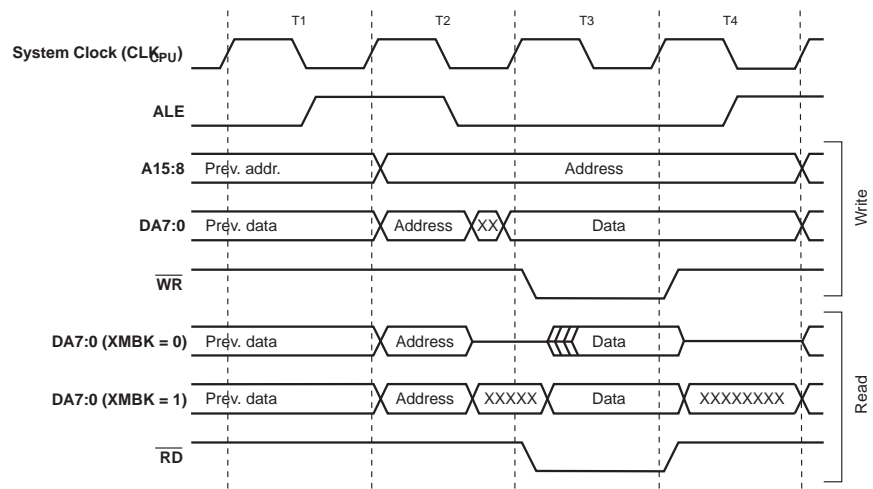 T1 T2 T3 T4
System Clock (CLKCPU)
ALE
A15:8 Prev. addr. Address
DA7:0 Prev. data Address XX Data
WR
Write
DA7:0 (XMBK = 0) Prev. data Address Data
DA7:0 (XMBK = 1) Prev. data Address XXXXX Data XXXXXXXX
RD
Read